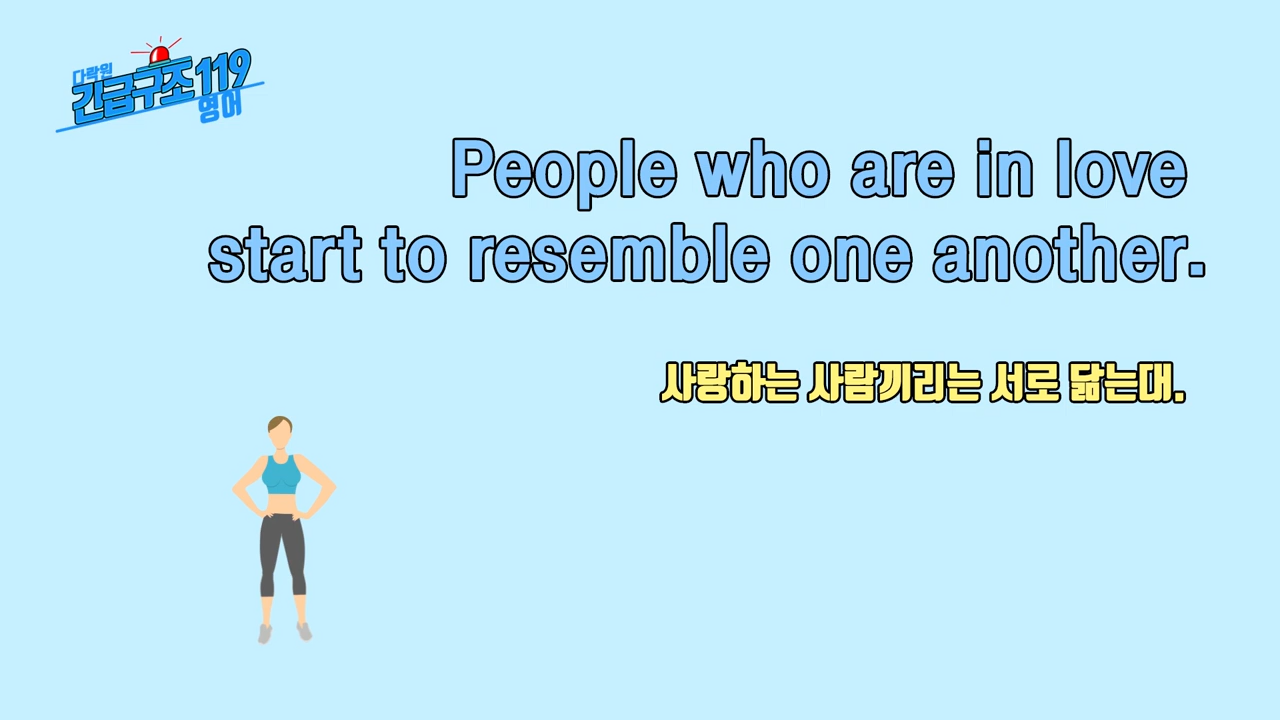 다락원
긴급구조119
영어
People who are in love
start to resemble one another.
사랑하는 사람끼리는 서로 닮는대.